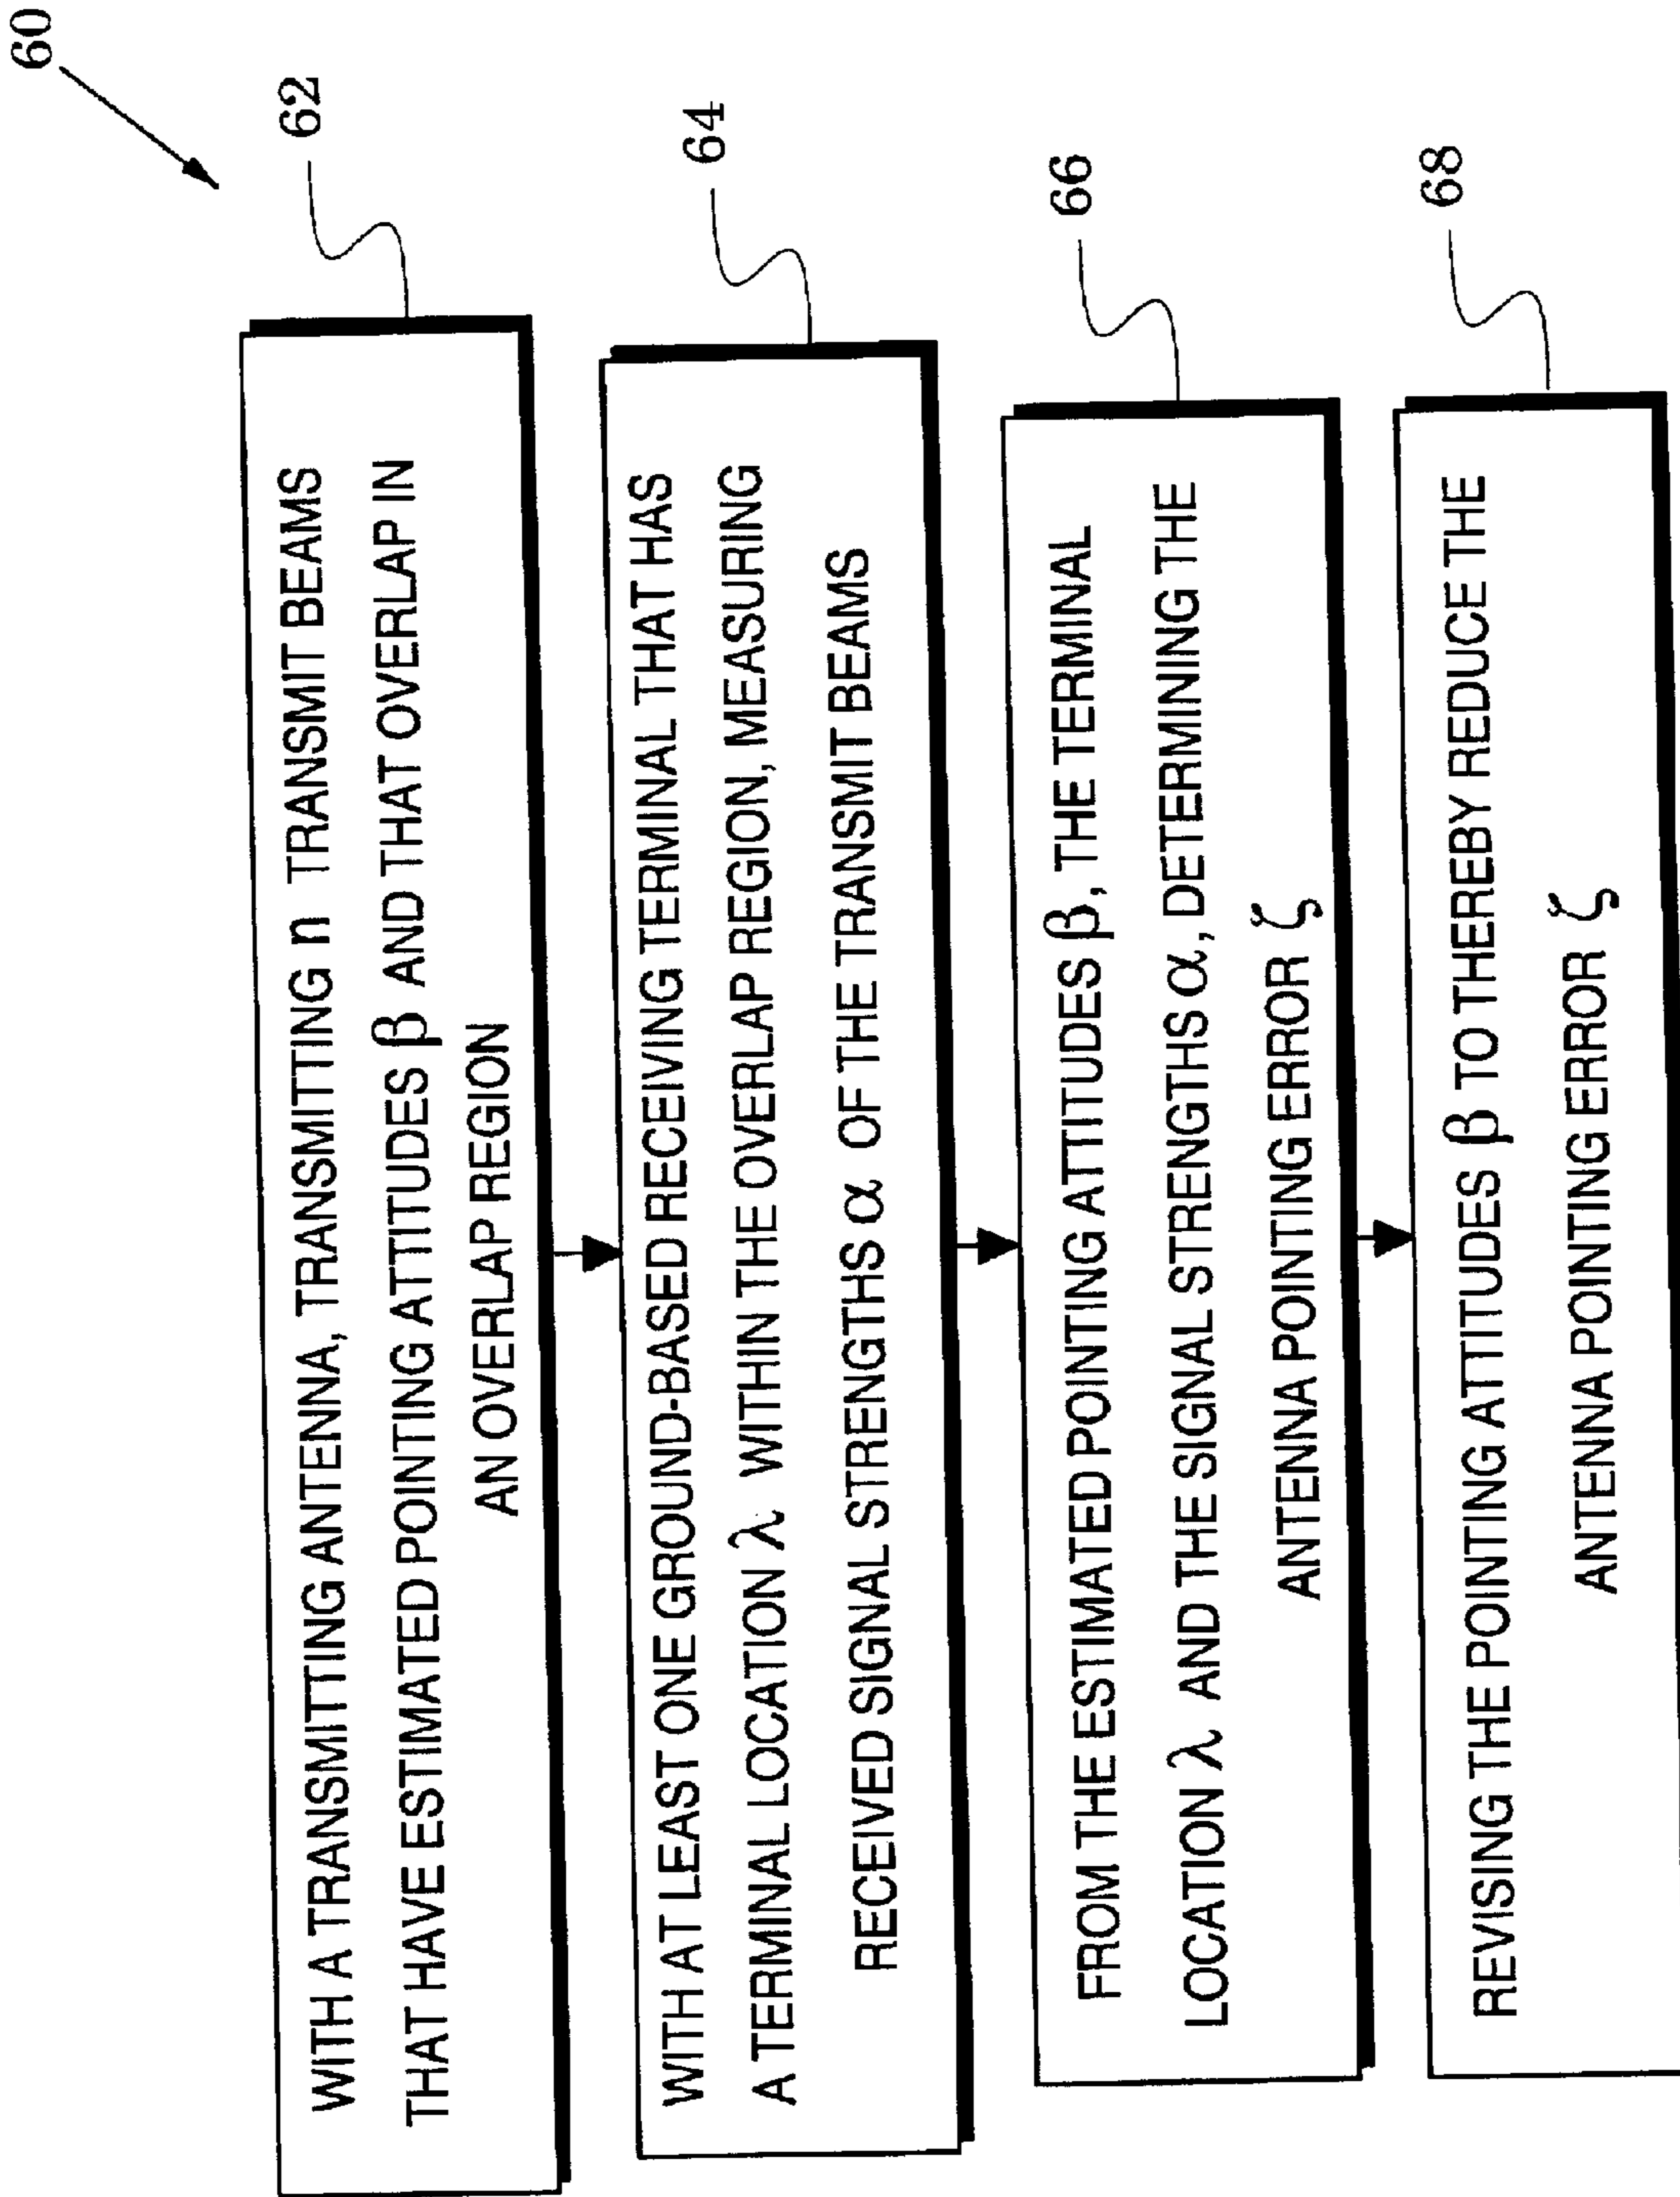 60
WITH A TRANSMITTING ANTENNA, TRANSMITTING n TRANSMIT BEAMS
THAT HAVE ESTIMATED POINTING ATTITUDES β AND THAT OVERLAP IN
AN OVERLAP REGION
62
WITH AT LEAST ONE GROUND-BASED RECEIVING TERMINAL THAT HAS
A TERMINAL LOCATION λ WITHIN THE OVERLAP REGION, MEASURING
RECEIVED SIGNAL STRENGTHS α OF THE TRANSMIT BEAMS
64
FROM THE ESTIMATED POINTING ATTITUDES β, THE TERMINAL
LOCATION λ AND THE SIGNAL STRENGTHS α, DETERMINING THE
ANTENNA POINTING ERROR ζ
66
REVISING THE POINTING ATTITUDES β TO THEREBY REDUCE THE
ANTENNA POINTING ERROR ζ
68